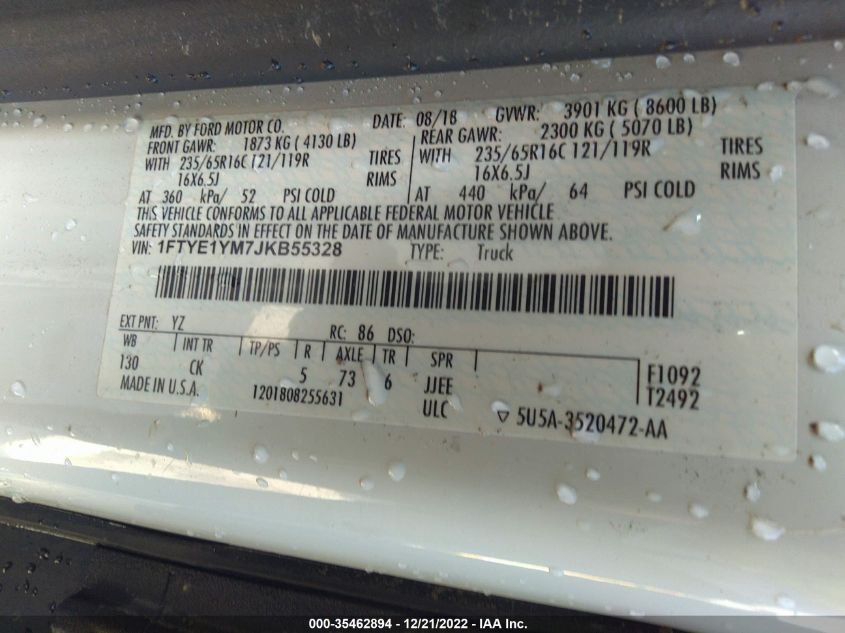 MFD. BY FORD MOTOR CO. DATE: 08/18 GVWR: 3901 KG ( 8600 LB)
FRONT GAWR: 1873 KG ( 4130 LB) REAR GAWR: 2300 KG ( 5070 LB)
WITH 235/65R16C 121/119R TIRES WITH 235/65R16C 121/119R TIRES
16X6.5J RIMS 16X6.5J RIMS
AT 360 kPa/ 52 PSI COLD AT 440 kPa/ 64 PSI COLD
THIS VEHICLE CONFORMS TO ALL APPLICABLE FEDERAL MOTOR VEHICLE
SAFETY STANDARDS IN EFFECT ON THE DATE OF MANUFACTURE SHOWN ABOVE.
VIN: 1FTYE1YM7JKB55328 TYPE: Truck
EXT PNT: YZ RC: 86 DSO:
WB INT TR TP/PS R AXLE TR SPR F1092
130 CK 5 73 6 JJEE T2492
MADE IN U.S.A. 1201808255631 ULC ▽ 5U5A-3520472-AA
000-35462894 - 12/21/2022 - IAA Inc.